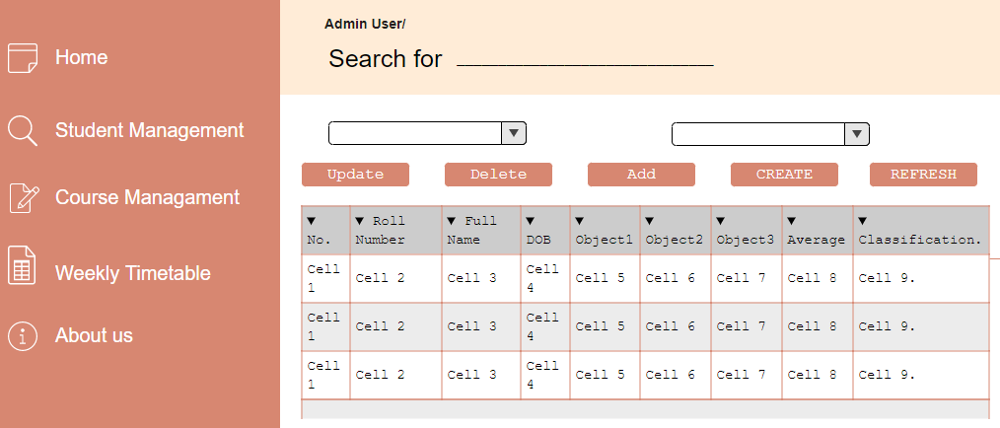 Home
Student Management
Course Managament
Weekly Timetable
About us
Admin User/
Search for ____________________
Update Delete Add CREATE REFRESH
▼ ▼ Roll ▼ Full ▼ ▼ ▼ ▼ ▼ ▼
No. Number Name DOB Object1 Object2 Object3 Average Classification.
Cell 1 Cell 2 Cell 3 Cell 4 Cell 5 Cell 6 Cell 7 Cell 8 Cell 9.
Cell 1 Cell 2 Cell 3 Cell 4 Cell 5 Cell 6 Cell 7 Cell 8 Cell 9.
Cell 1 Cell 2 Cell 3 Cell 4 Cell 5 Cell 6 Cell 7 Cell 8 Cell 9.